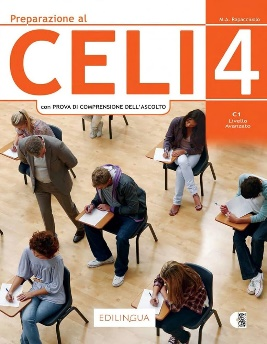 Preparazione al
M.A. Rapacciuolo
CELI 4
con PROVA DI COMPRENSIONE DELL'ASCOLTO
C1
Livello
Avanzato
EDILINGUA